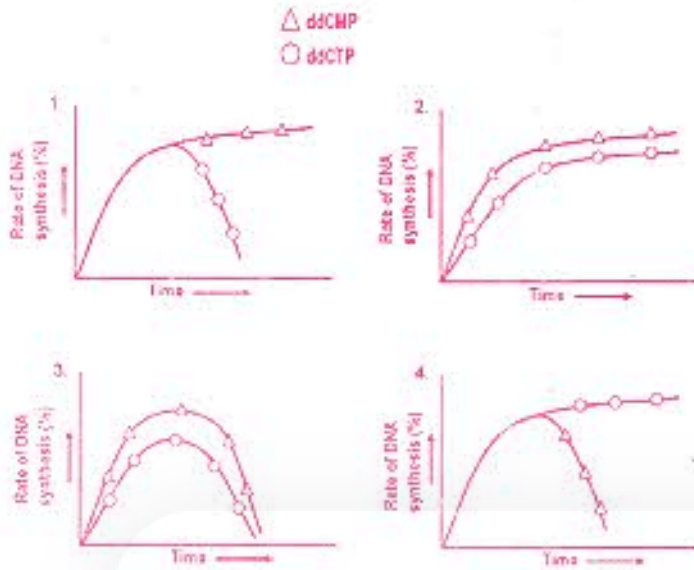 △ ddCMP
○ ddCTP
1.
Rate of DNA
synthesis (%)
Time
2.
Rate of DNA
synthesis (%)
Time
3.
Rate of DNA
synthesis (%)
Time
4.
Rate of DNA
synthesis (%)
Time